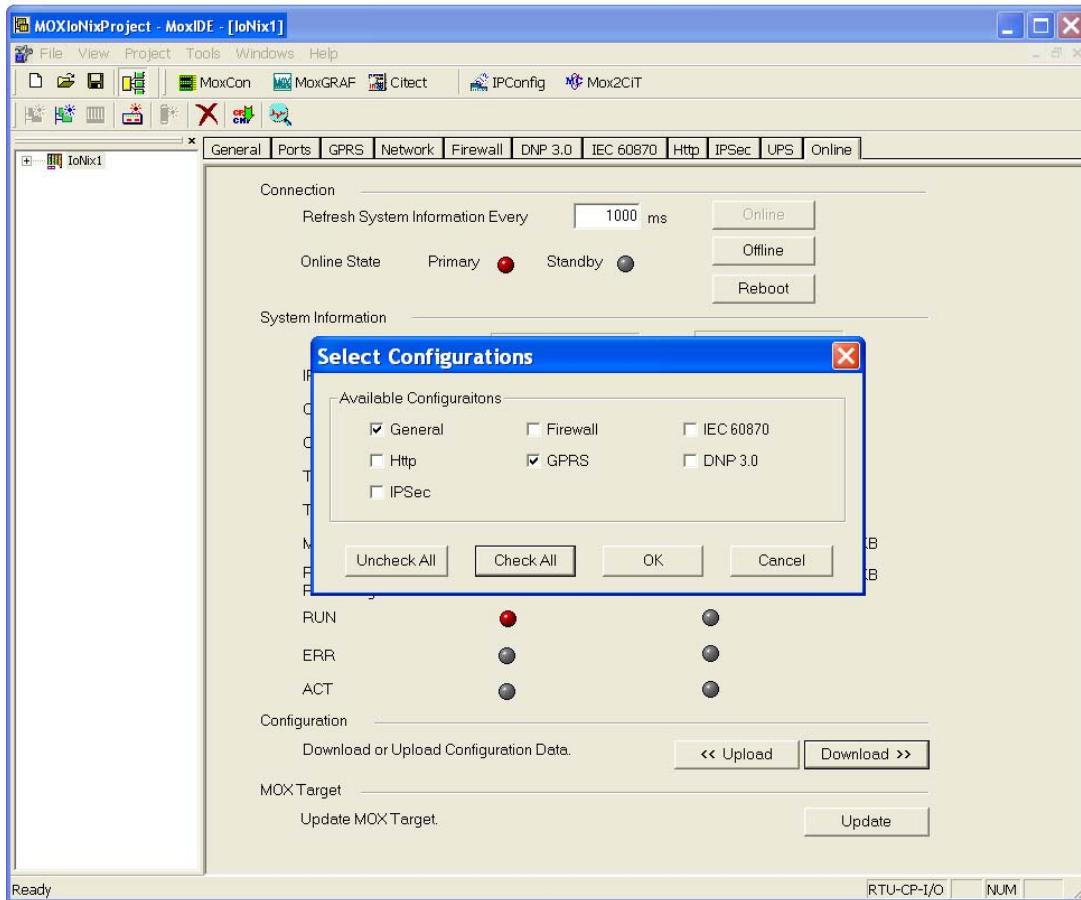 MOXIoNixProject - MoxIDE - [IoNix1]
File View Project Tools Windows Help
MoxCon MoxGRAF Citect IPConfig Mox2CiT
IoNix1
General Ports GPRS Network Firewall DNP 3.0 IEC 60870 Http IPSec UPS Online
Connection
Refresh System Information Every 1000 ms Online
Online State Primary Standby Offline
Reboot
System Information
Select Configurations
Available Configuraitons
General Firewall IEC 60870
Http GPRS DNP 3.0
IPSec
Uncheck All Check All OK Cancel
RUN
ERR
ACT
Configuration
Download or Upload Configuration Data. << Upload Download >>
MOX Target
Update MOX Target. Update
Ready RTU-CP-I/O NUM